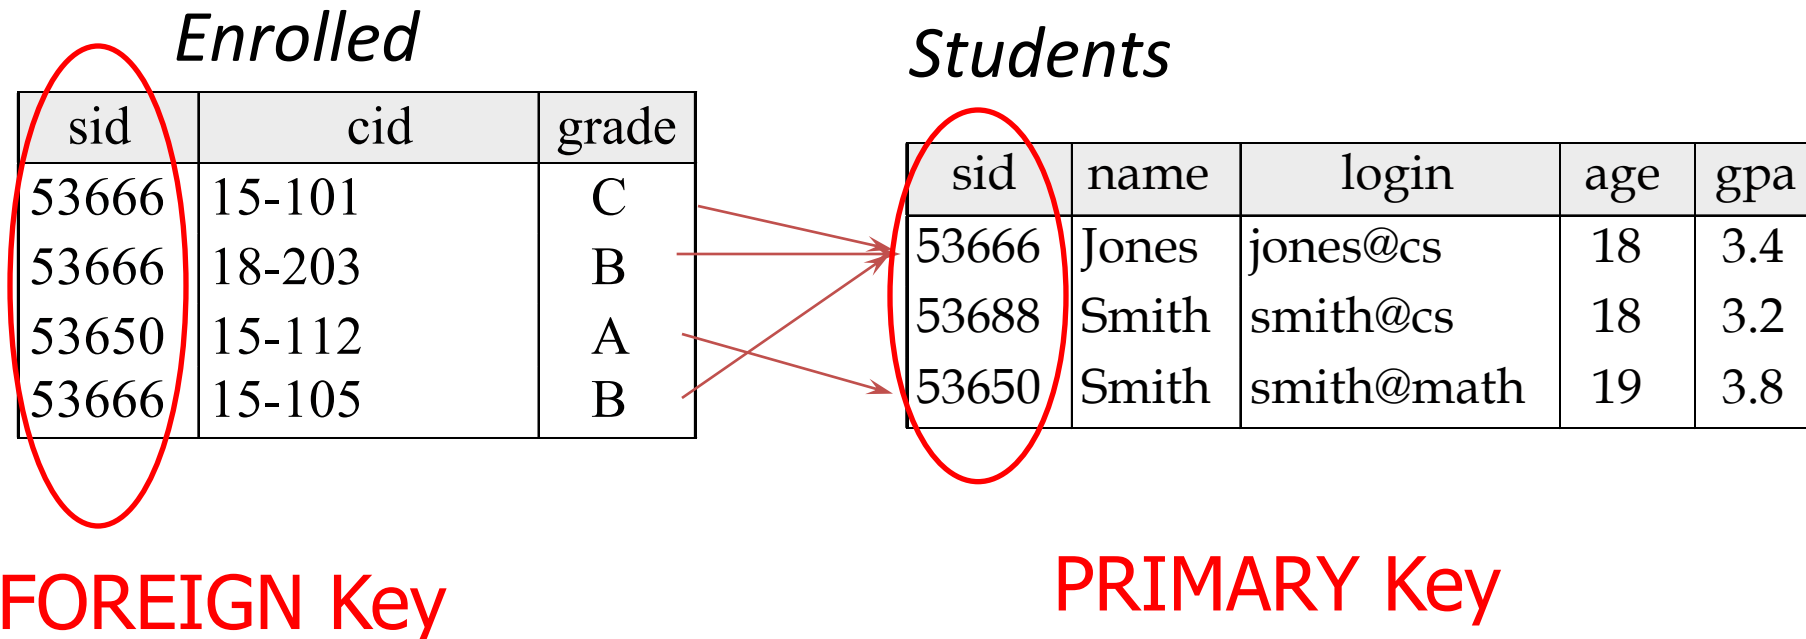 Enrolled
sid cid grade
53666 15-101 C
53666 18-203 B
53650 15-112 A
53666 15-105 B
FOREIGN Key
Students
sid name login age gpa
53666 Jones jones@cs 18 3.4
53688 Smith smith@cs 18 3.2
53650 Smith smith@math 19 3.8
PRIMARY Key